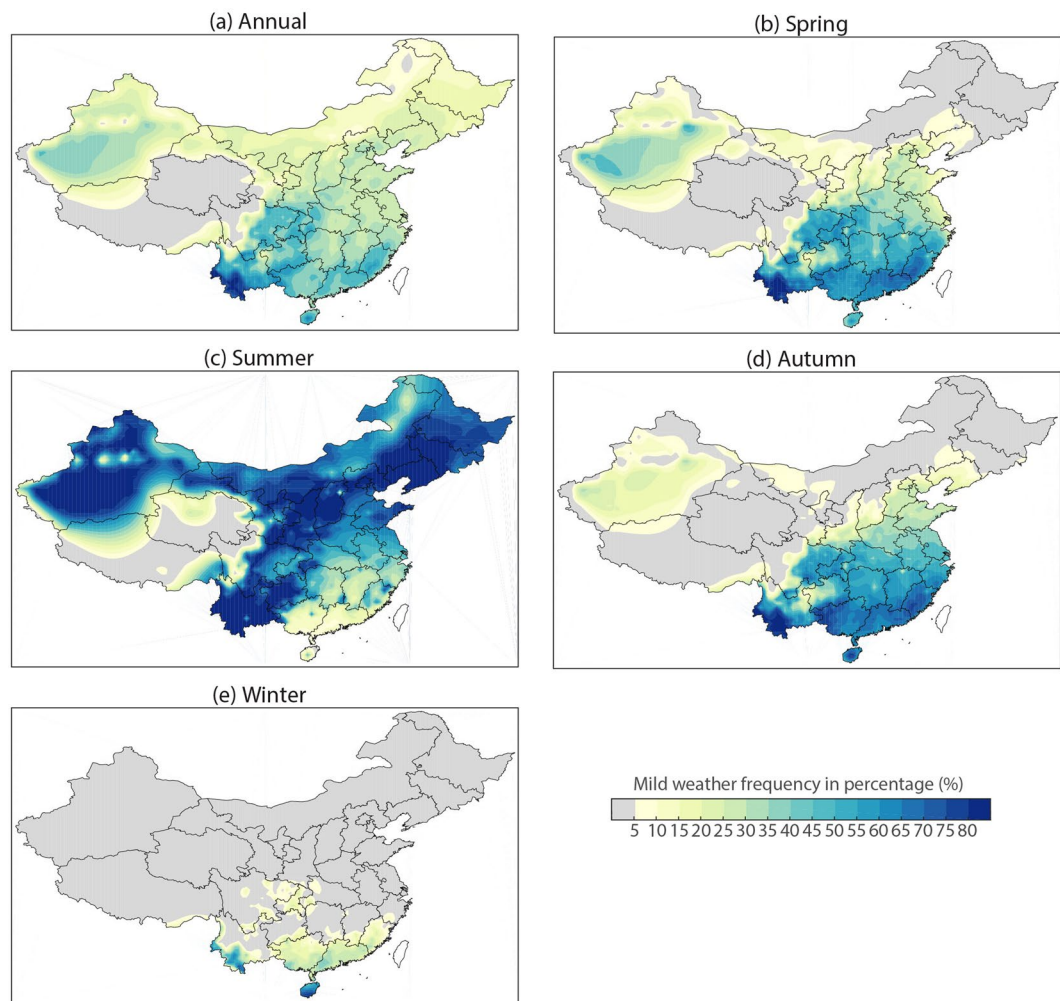 (a) Annual
(b) Spring
(c) Summer
(d) Autumn
(e) Winter
Mild weather frequency in percentage (%)
5 10 15 20 25 30 35 40 45 50 55 60 65 70 75 80